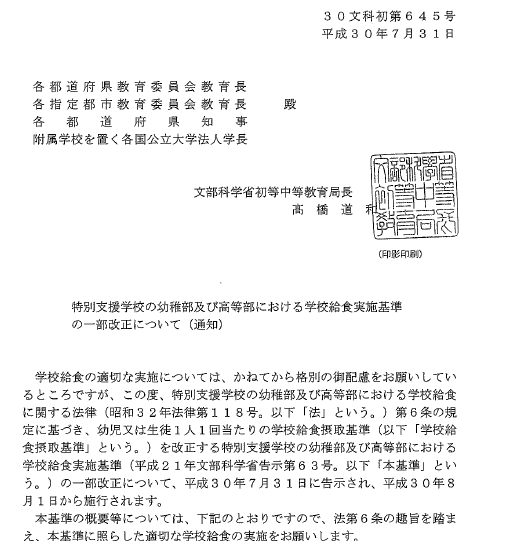 ３０文科初第６４５号
平成３０年７月３１日
各都道府県教育委員会教育長
各指定都市教育委員会教育長　　殿
各都道府県知事
附属学校を置く各国公立大学法人学長
文部科学省初等中等教育局長
髙橋道和
（印影印刷）
特別支援学校の幼稚部及び高等部における学校給食実施基準
の一部改正について（通知）
学校給食の適切な実施については、かねてから格別の御配慮をお願いしてい
るところですが、この度、特別支援学校の幼稚部及び高等部における学校給食
に関する法律（昭和３２年法律第１１８号。以下「法」という。）第６条の規
定に基づき、幼児又は生徒１人１回当たりの学校給食摂取基準（以下「学校給
食摂取基準」という。）を改正する特別支援学校の幼稚部及び高等部における
学校給食実施基準（平成２１年文部科学省告示第６３号。以下「本基準」とい
う。）の一部改正について、平成３０年７月３１日に告示され、平成３０年８
月１日から施行されます。
本基準の概要等については、下記のとおりですので、法第６条の趣旨を踏ま
え、本基準に照らした適切な学校給食の実施をお願いします。